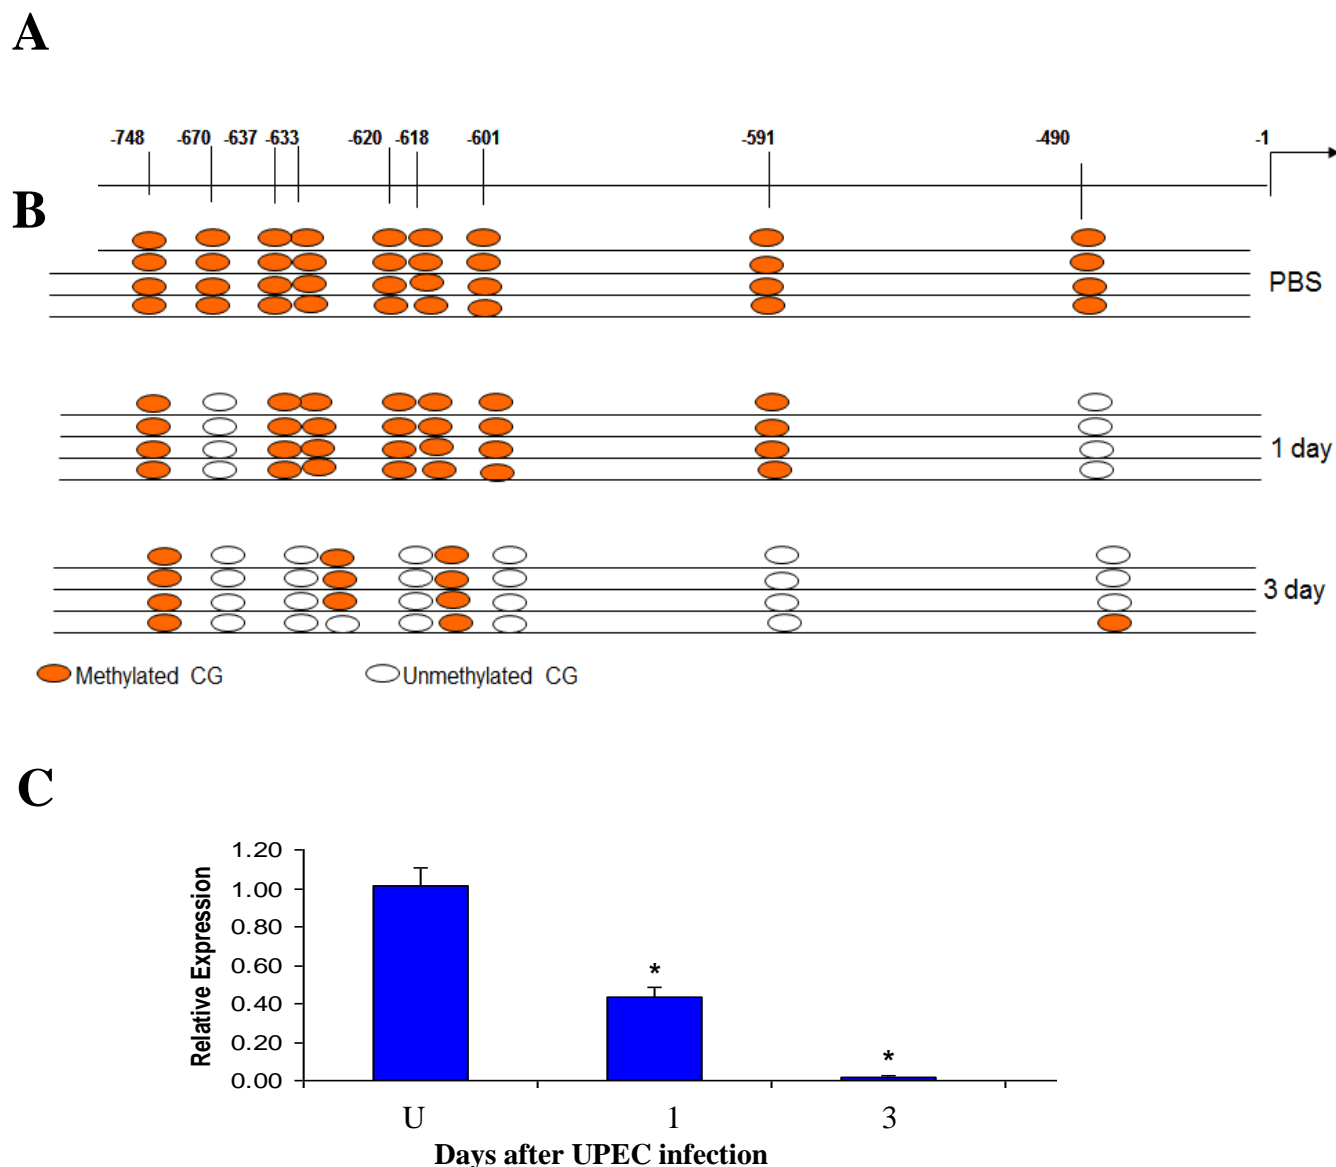 A
-748 -670 -637 -633 -620 -618 -601 -591 -490 -1
B
PBS
1 day
3 day
Methylated CG Unmethylated CG
C
Relative Expression
1.20
1.00
0.80
0.60
0.40
0.20
0.00
*
*
U 1 3
Days after UPEC infection